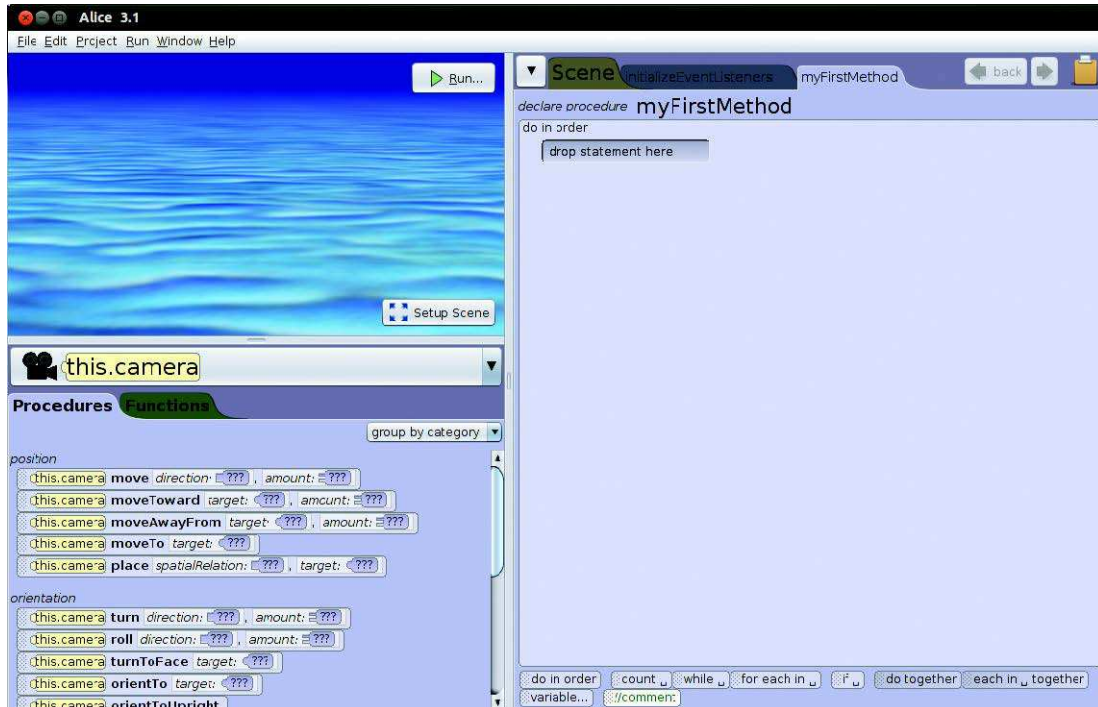 Alice 3.1
File Edit Project Run Window Help
Run...
Setup Scene
this.camera
Procedures Functions
group by category
position
this.camera move direction: ??? , amount: ???
this.camera moveToward target: ??? , amount: ???
this.camera moveAwayFrom target: ??? , amount: ???
this.camera moveTo target: ???
this.camera place spatialRelation: ??? , target: ???
orientation
this.camera turn direction: ??? , amount: ???
this.camera roll direction: ??? , amount: ???
this.camera turnToFace target: ???
this.camera orientTo target: ???
this.camera orientToUpright
Scene initializeEventListeners myFirstMethod back
declare procedure myFirstMethod
do in order
drop statement here
do in order count _ while _ for each in _ if _ do together each in _ together
variable... //comment